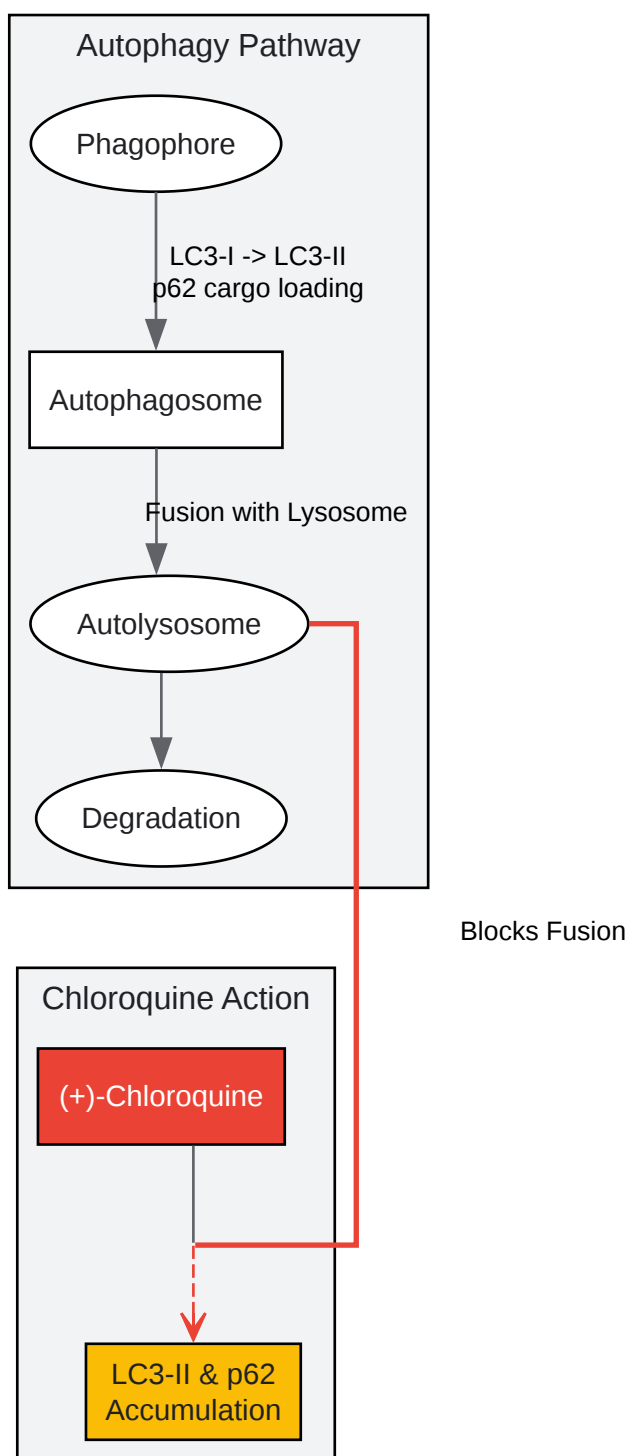 Autophagy Pathway
Phagophore
LC3-I -> LC3-II
p62 cargo loading
Autophagosome
Fusion with Lysosome
Autolysosome
Degradation
Blocks Fusion
Chloroquine Action
(+)-Chloroquine
LC3-II & p62
Accumulation